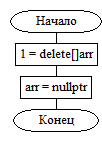 Начало
1 = delete[]arr
arr = nullptr
Конец